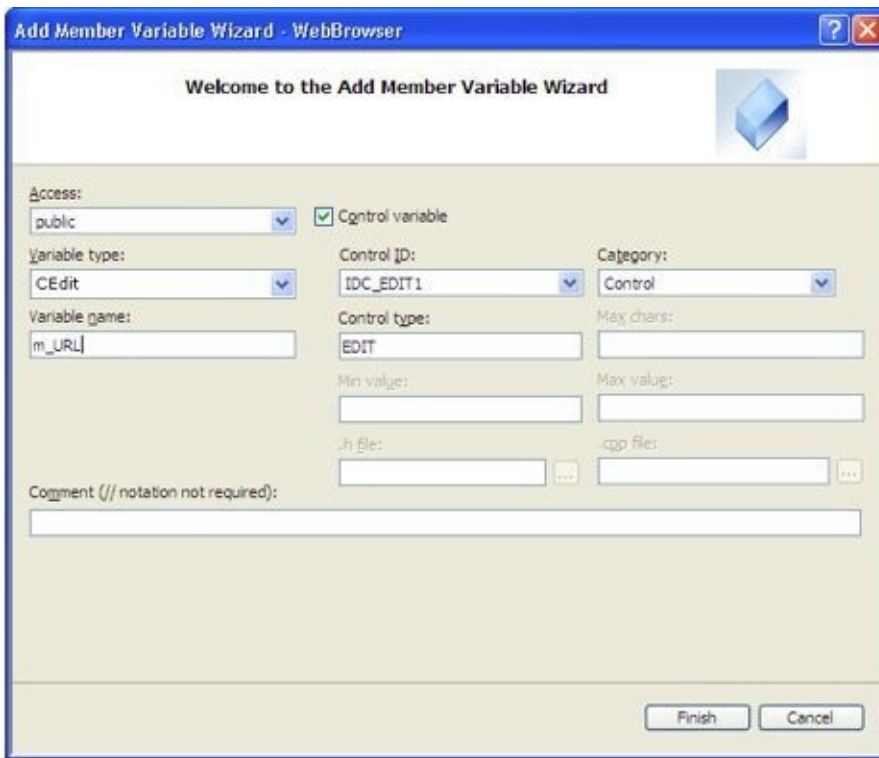 Add Member Variable Wizard - WebBrowser
Welcome to the Add Member Variable Wizard
Access:
public
Control variable
Variable type:
CEdit
Control ID:
IDC_EDIT1
Category:
Control
Variable name:
m_URL
Control type:
EDIT
Max chars:
Min value:
Max value:
.h file:
...
.cpp file:
...
Comment (// notation not required):
Finish
Cancel